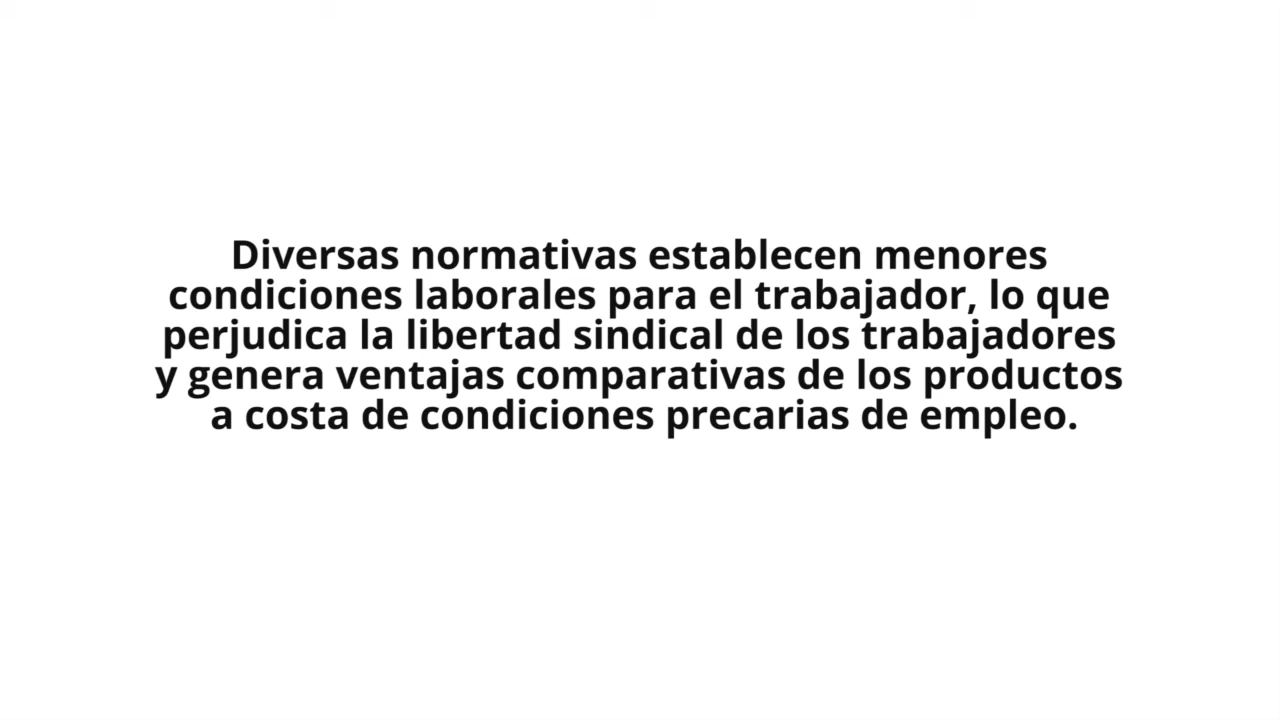 Diversas normativas establecen menores
condiciones laborales para el trabajador, lo que
perjudica la libertad sindical de los trabajadores
y genera ventajas comparativas de los productos
a costa de condiciones precarias de empleo.